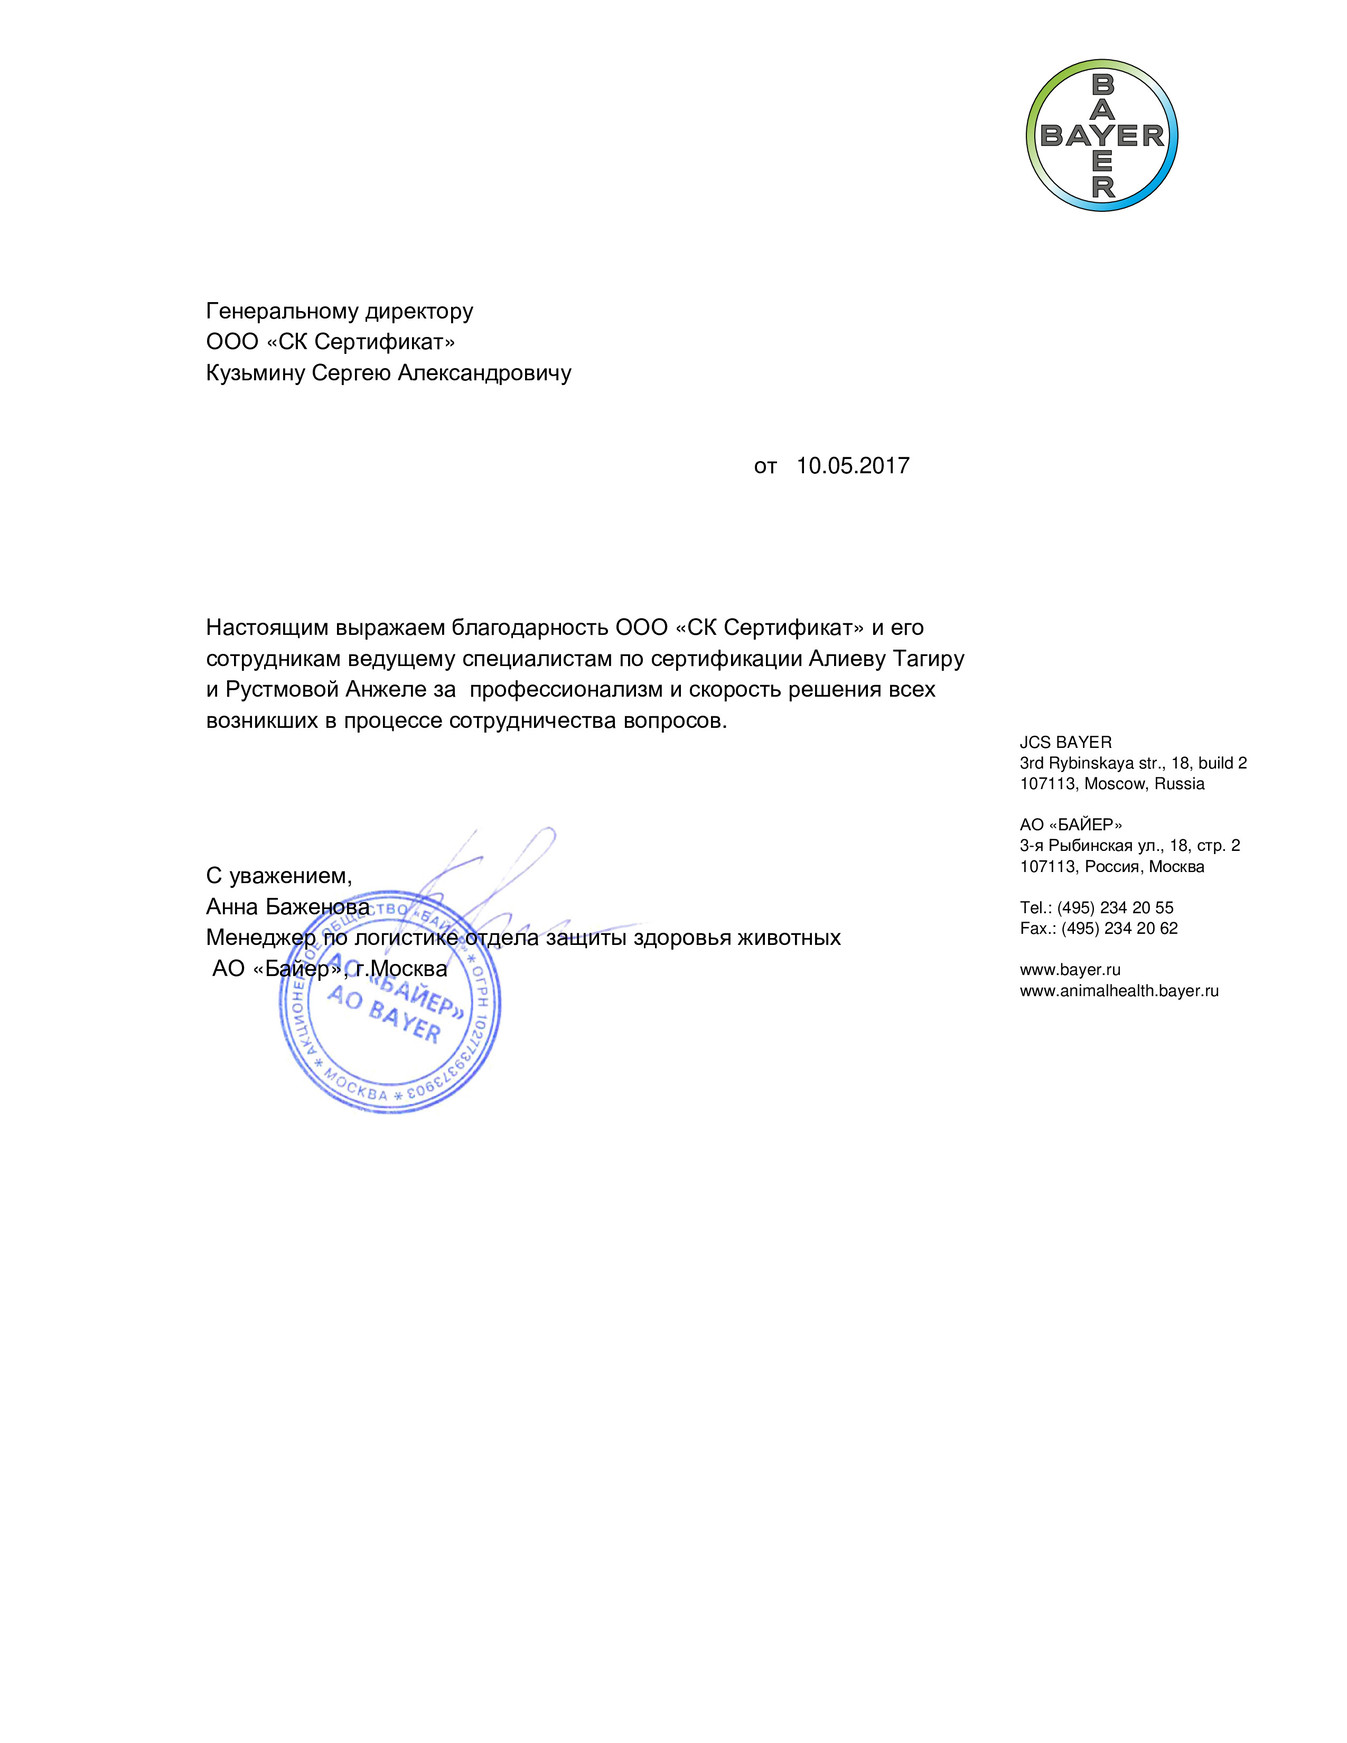 BAYER
BAYER
Генеральному директору
ООО «СК Сертификат»
Кузьмину Сергею Александровичу
от 10.05.2017
Настоящим выражаем благодарность ООО «СК Сертификат» и его
сотрудникам ведущему специалистам по сертификации Алиеву Тагиру
и Рустмовой Анжеле за профессионализм и скорость решения всех
возникших в процессе сотрудничества вопросов.
JCS BAYER
3rd Rybinskaya str., 18, build 2
107113, Moscow, Russia
АО «БАЙЕР»
3-я Рыбинская ул., 18, стр. 2
107113, Россия, Москва
Tel.: (495) 234 20 55
Fax.: (495) 234 20 62
www.bayer.ru
www.animalhealth.bayer.ru
С уважением,
Анна Баженова
Менеджер по логистике отдела защиты здоровья животных
АО «Байер», г.Москва
АКЦИОНЕРНОЕ ОБЩЕСТВО «БАЙЕР» * ОГРН 1027739373903 * МОСКВА *
АО «БАЙЕР»
АО BAYER